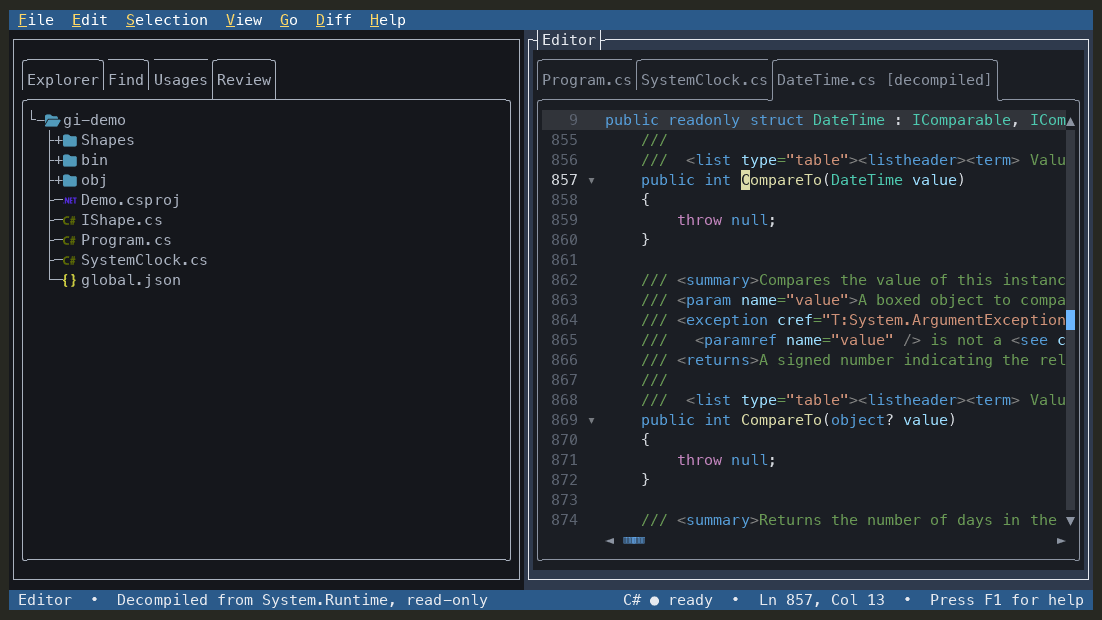 File  Edit  Selection  View  Go  Diff  Help
Editor
Explorer  Find  Usages  Review
Program.cs  SystemClock.cs  DateTime.cs [decompiled]
gi-demo
Shapes
bin
obj
Demo.csproj
IShape.cs
Program.cs
SystemClock.cs
global.json
9  public readonly struct DateTime : IComparable, ICom
855  ///
856  ///  <list type="table"><listheader><term> Valu
857  public int CompareTo(DateTime value)
858  {
859  throw null;
860  }
861
862  /// <summary>Compares the value of this instanc
863  /// <param name="value">A boxed object to compa
864  /// <exception cref="T:System.ArgumentException
865  ///   <paramref name="value" /> is not a <see c
866  /// <returns>A signed number indicating the rel
867  ///
868  ///  <list type="table"><listheader><term> Valu
869  public int CompareTo(object? value)
870  {
871  throw null;
872  }
873
874  /// <summary>Returns the number of days in the
Editor  •  Decompiled from System.Runtime, read-only  C# ● ready  •  Ln 857, Col 13  •  Press F1 for help